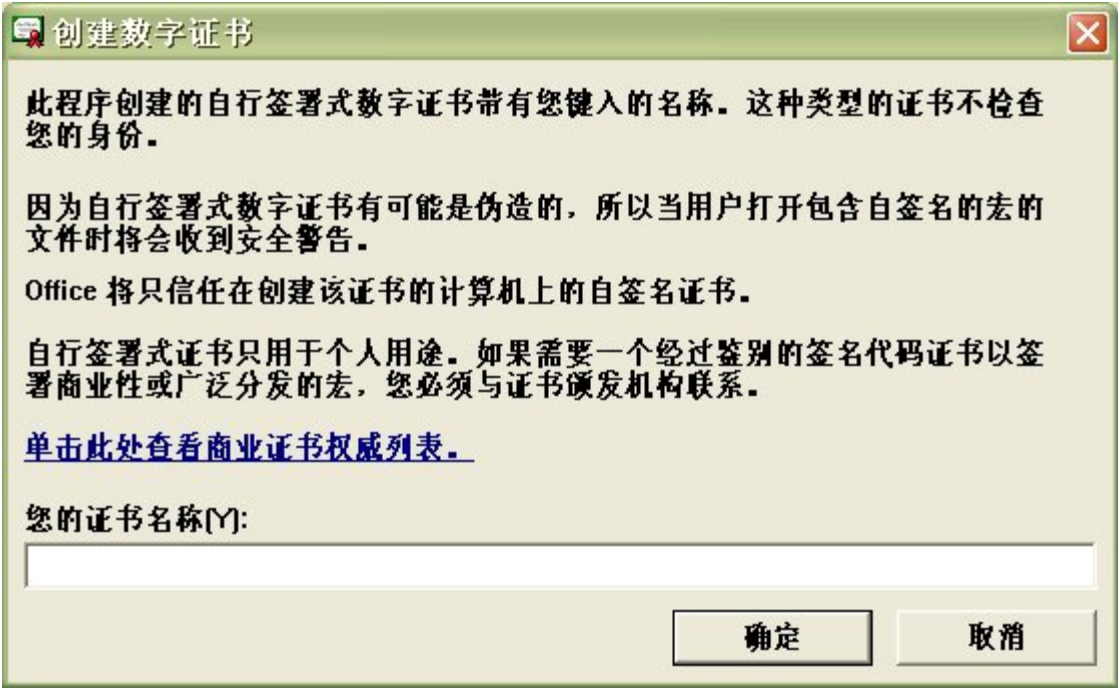 创建数字证书
此程序创建的自行签署式数字证书带有您键入的名称。这种类型的证书不检查
您的身份。
因为自行签署式数字证书有可能是伪造的，所以当用户打开包含自签名的宏的
文件时将会收到安全警告。
Office 将只信任在创建该证书的计算机上的自签名证书。
自行签署式证书只用于个人用途。如果需要一个经过鉴别的签名代码证书以签
署商业性或广泛分发的宏，您必须与证书颁发机构联系。
单击此处查看商业证书权威列表。
您的证书名称(Y):
确定
取消